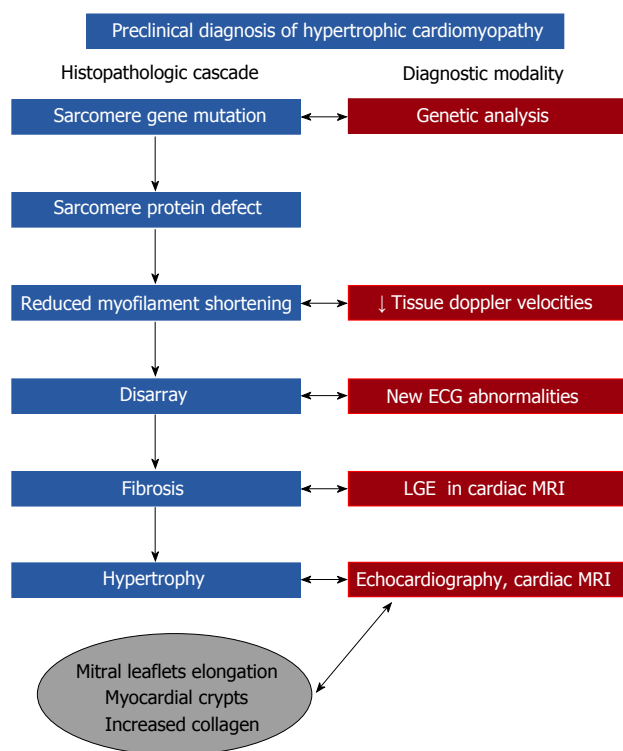 Preclinical diagnosis of hypertrophic cardiomyopathy
Histopathologic cascade
Diagnostic modality
Sarcomere gene mutation
Genetic analysis
Sarcomere protein defect
Reduced myofilament shortening
↓ Tissue doppler velocities
Disarray
New ECG abnormalities
Fibrosis
LGE in cardiac MRI
Hypertrophy
Echocardiography, cardiac MRI
Mitral leaflets elongation
Myocardial crypts
Increased collagen